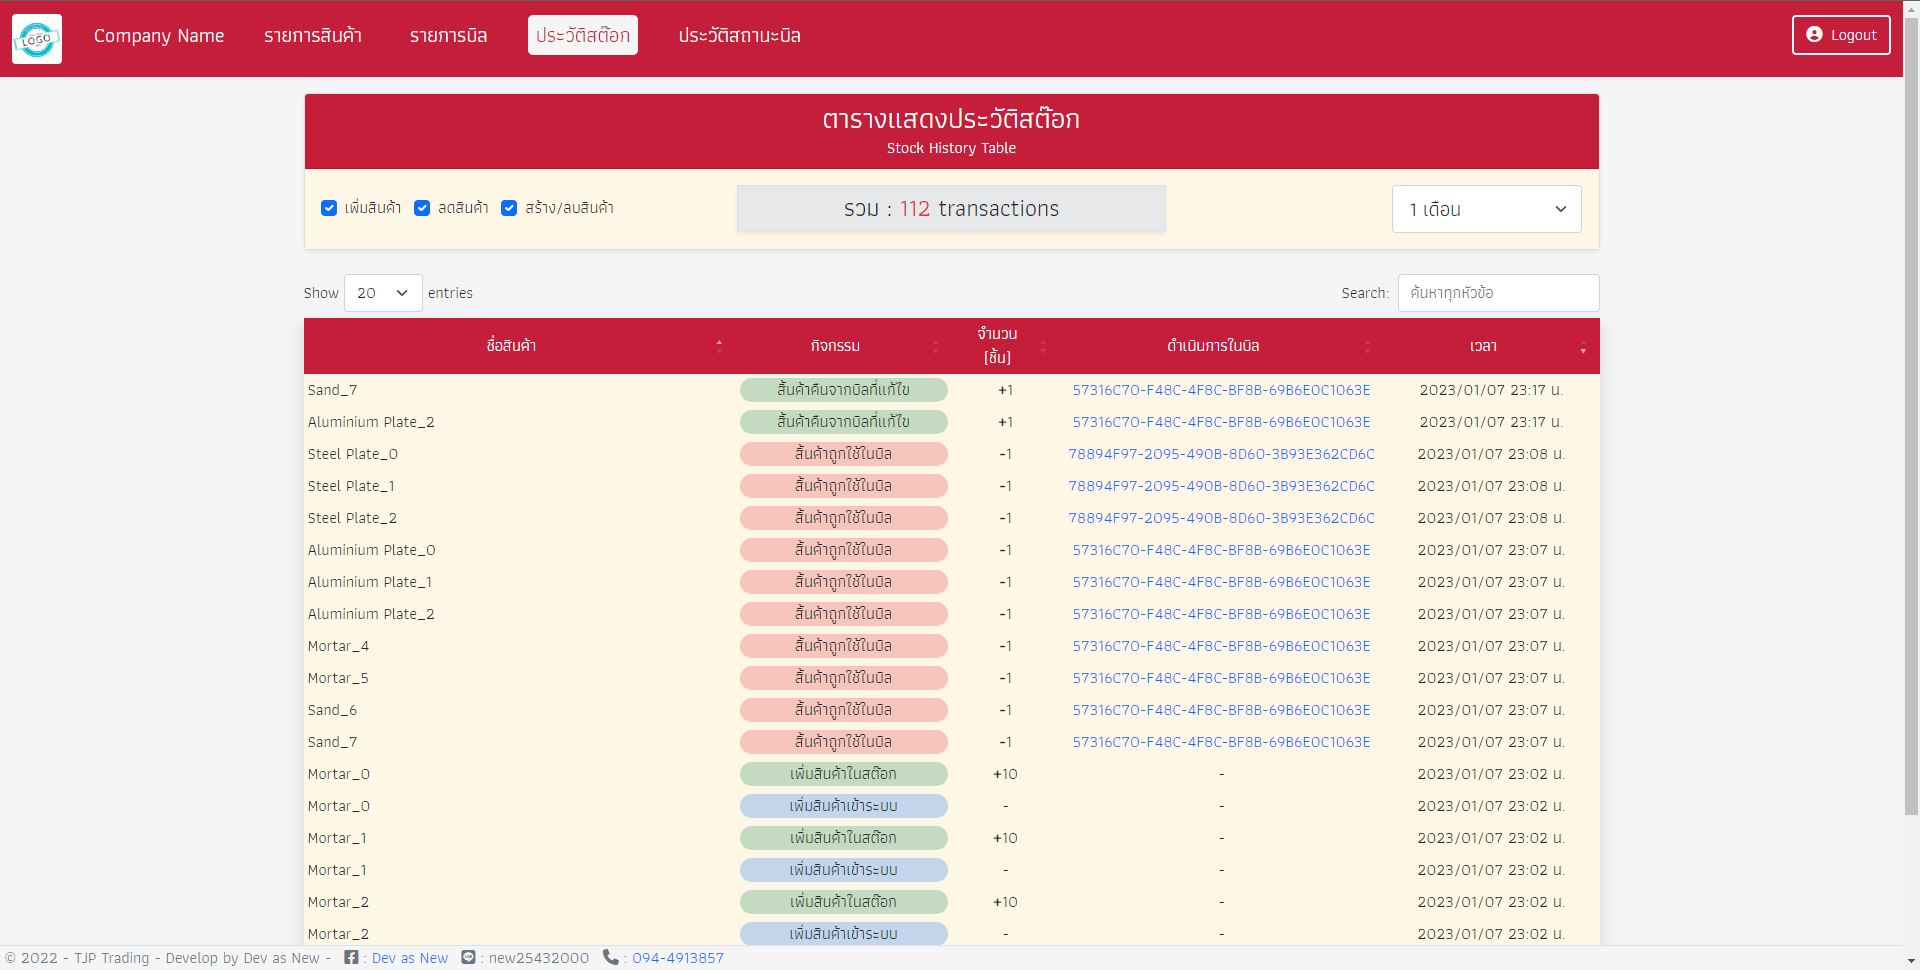 LOGO
Company Name รายการสินค้า รายการบิล ประวัติสต๊อก ประวัติสถานะบิล Logout
ตารางแสดงประวัติสต๊อก
Stock History Table
เพิ่มสินค้า ลดสินค้า สร้าง/ลบสินค้า รวม : 112 transactions 1 เดือน
Show 20 entries Search: ค้นหาทุกหัวข้อ
ชื่อสินค้า กิจกรรม จำนวน (ชิ้น) ดำเนินการในบิล เวลา
Sand_7 สิ้นค้าคืนจากบิลที่แก้ไข +1 57316C70-F48C-4F8C-BF8B-69B6E0C1063E 2023/01/07 23:17 น.
Aluminium Plate_2 สิ้นค้าคืนจากบิลที่แก้ไข +1 57316C70-F48C-4F8C-BF8B-69B6E0C1063E 2023/01/07 23:17 น.
Steel Plate_0 สิ้นค้าถูกใช้ในบิล -1 78894F97-2095-490B-8D60-3B93E362CD6C 2023/01/07 23:08 น.
Steel Plate_1 สิ้นค้าถูกใช้ในบิล -1 78894F97-2095-490B-8D60-3B93E362CD6C 2023/01/07 23:08 น.
Steel Plate_2 สิ้นค้าถูกใช้ในบิล -1 78894F97-2095-490B-8D60-3B93E362CD6C 2023/01/07 23:08 น.
Aluminium Plate_0 สิ้นค้าถูกใช้ในบิล -1 57316C70-F48C-4F8C-BF8B-69B6E0C1063E 2023/01/07 23:07 น.
Aluminium Plate_1 สิ้นค้าถูกใช้ในบิล -1 57316C70-F48C-4F8C-BF8B-69B6E0C1063E 2023/01/07 23:07 น.
Aluminium Plate_2 สิ้นค้าถูกใช้ในบิล -1 57316C70-F48C-4F8C-BF8B-69B6E0C1063E 2023/01/07 23:07 น.
Mortar_4 สิ้นค้าถูกใช้ในบิล -1 57316C70-F48C-4F8C-BF8B-69B6E0C1063E 2023/01/07 23:07 น.
Mortar_5 สิ้นค้าถูกใช้ในบิล -1 57316C70-F48C-4F8C-BF8B-69B6E0C1063E 2023/01/07 23:07 น.
Sand_6 สิ้นค้าถูกใช้ในบิล -1 57316C70-F48C-4F8C-BF8B-69B6E0C1063E 2023/01/07 23:07 น.
Sand_7 สิ้นค้าถูกใช้ในบิล -1 57316C70-F48C-4F8C-BF8B-69B6E0C1063E 2023/01/07 23:07 น.
Mortar_0 เพิ่มสินค้าในสต๊อก +10 - 2023/01/07 23:02 น.
Mortar_0 เพิ่มสินค้าเข้าระบบ - - 2023/01/07 23:02 น.
Mortar_1 เพิ่มสินค้าในสต๊อก +10 - 2023/01/07 23:02 น.
Mortar_1 เพิ่มสินค้าเข้าระบบ - - 2023/01/07 23:02 น.
Mortar_2 เพิ่มสินค้าในสต๊อก +10 - 2023/01/07 23:02 น.
Mortar_2 เพิ่มสินค้าเข้าระบบ - - 2023/01/07 23:02 น.
© 2022 - TJP Trading - Develop by Dev as New - : Dev as New : new25432000 : 094-4913857